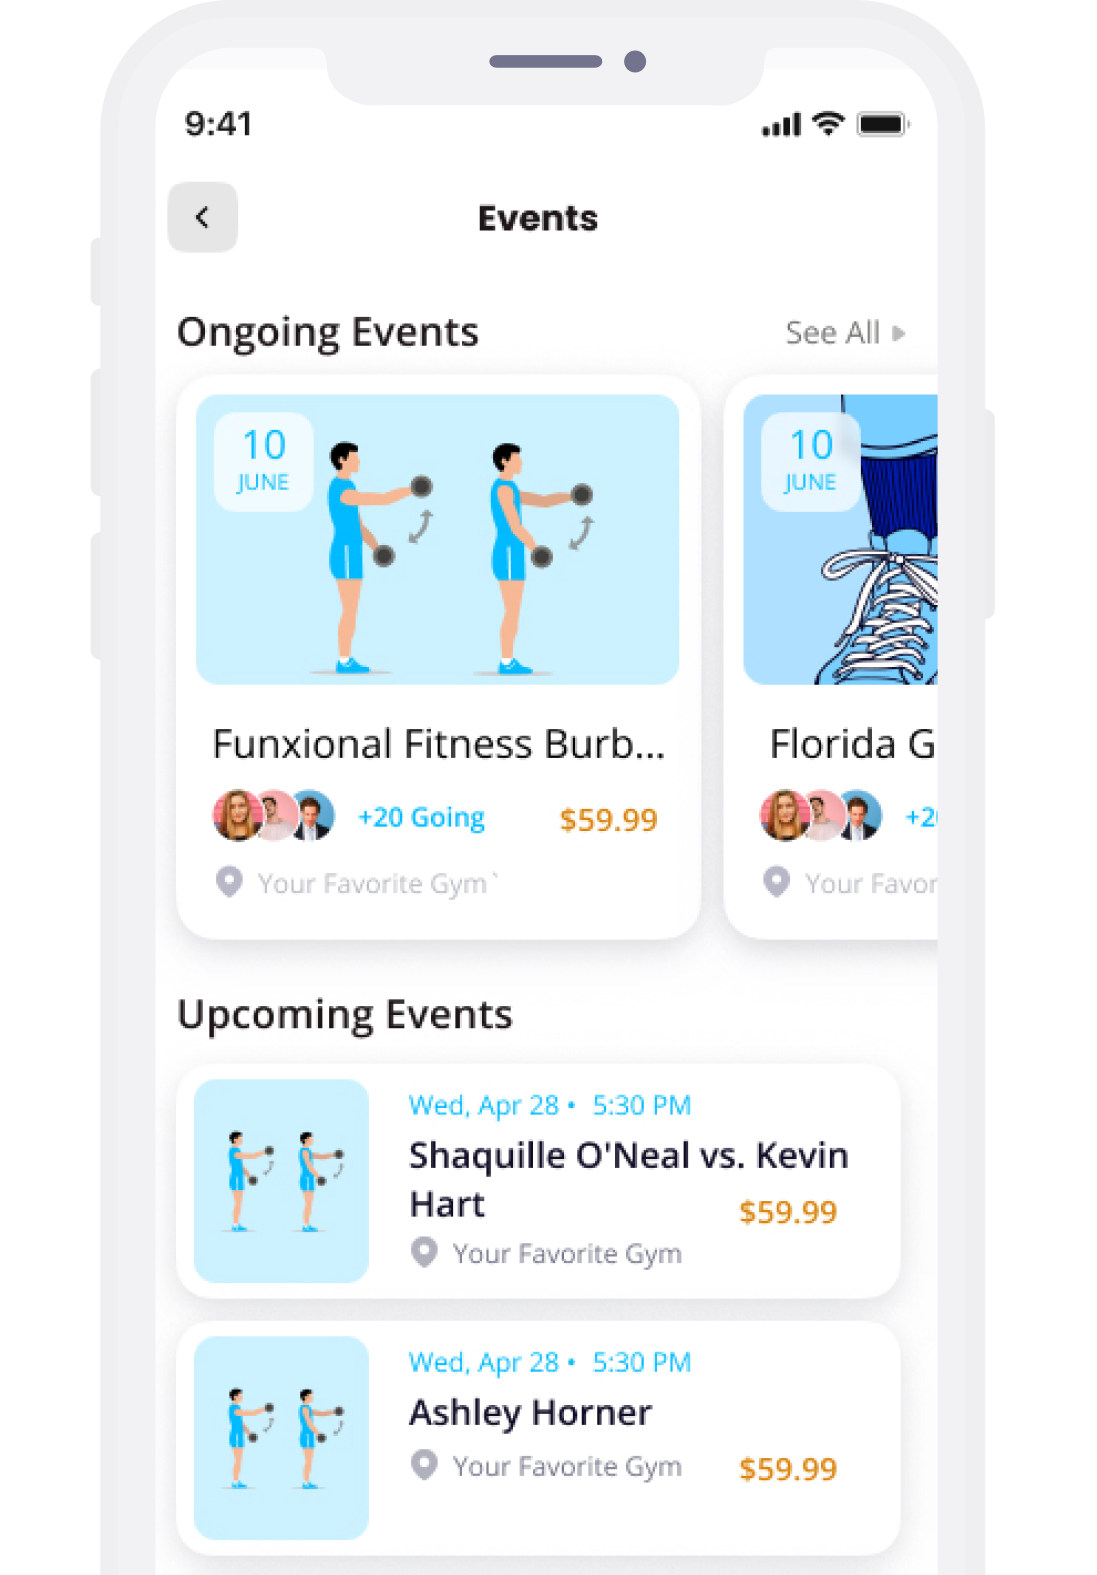 9:41
Events
Ongoing Events
See All
10
JUNE
Funxional Fitness Burb...
+20 Going
$59.99
Your Favorite Gym`
10
JUNE
Florida G
+2
Your Favor
Upcoming Events
Wed, Apr 28 • 5:30 PM
Shaquille O'Neal vs. Kevin
Hart
$59.99
Your Favorite Gym
Wed, Apr 28 • 5:30 PM
Ashley Horner
Your Favorite Gym
$59.99